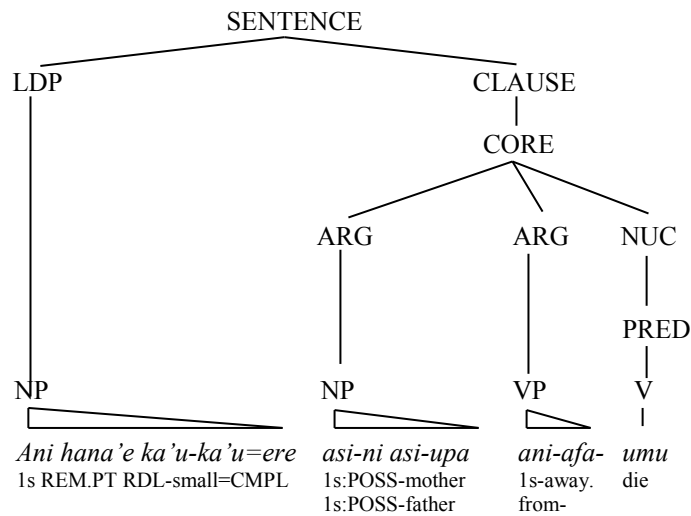 SENTENCE
LDP CLAUSE
CORE
ARG ARG NUC
PRED
NP NP VP V
Ani hana’e ka’u-ka’u=ere asi-ni asi-upa ani-afa- umu
1s REM.PT RDL-small=CMPL 1s:POSS-mother 1s-away. die
1s:POSS-father from-